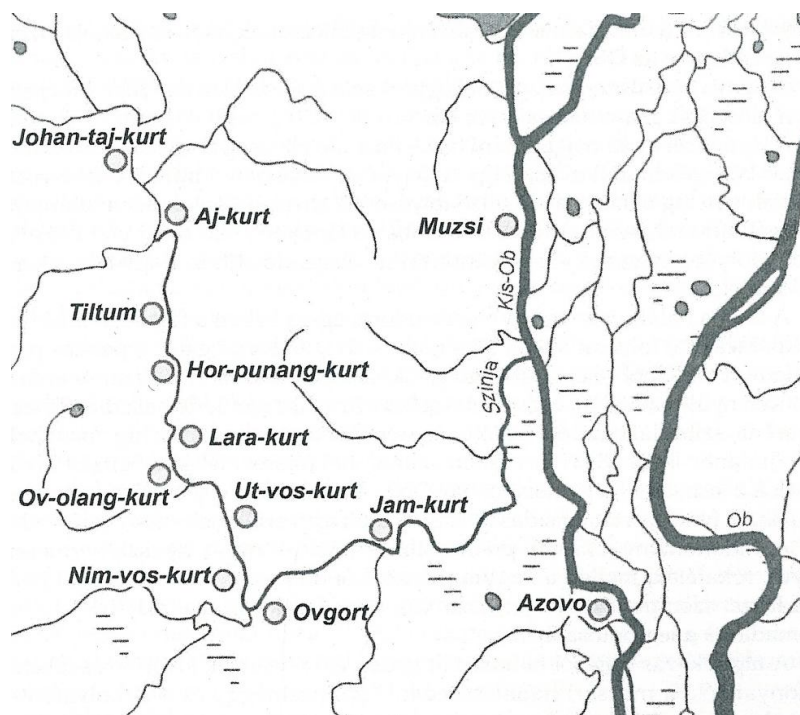 Johan-taj-kurt
Aj-kurt
Muzsi
Kis-Ob
Tiltum
Hor-punang-kurt
Szinja
Lara-kurt
Ov-olang-kurt
Ut-vos-kurt
Jam-kurt
Ob
Nim-vos-kurt
Ovgort
Azovo